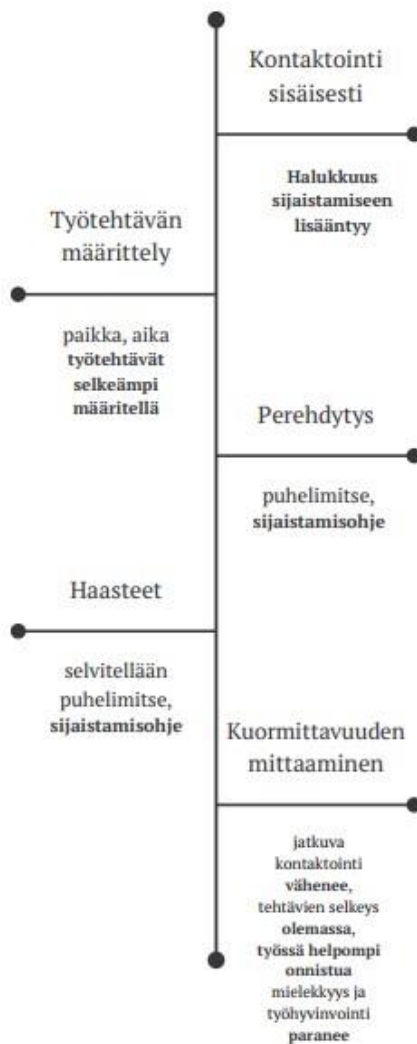 Kontaktointi
sisäisesti
Halukkuus
sijaistamiseen
lisääntyy
Työtehtävän
määrittely
paikka, aika
työtehtävät
selkeämpi
määritellä
Perehdytys
puhelimitse,
sijaistamisohje
Haasteet
selvitellään
puhelimitse,
sijaistamisohje
Kuormittavuuden
mittaaminen
jatkuva
kontaktointi
vähenee,
tehtävien selkeys
olemassa,
työssä helpompi
onnistua
mielekkyys ja
työhyvinvointi
paranee